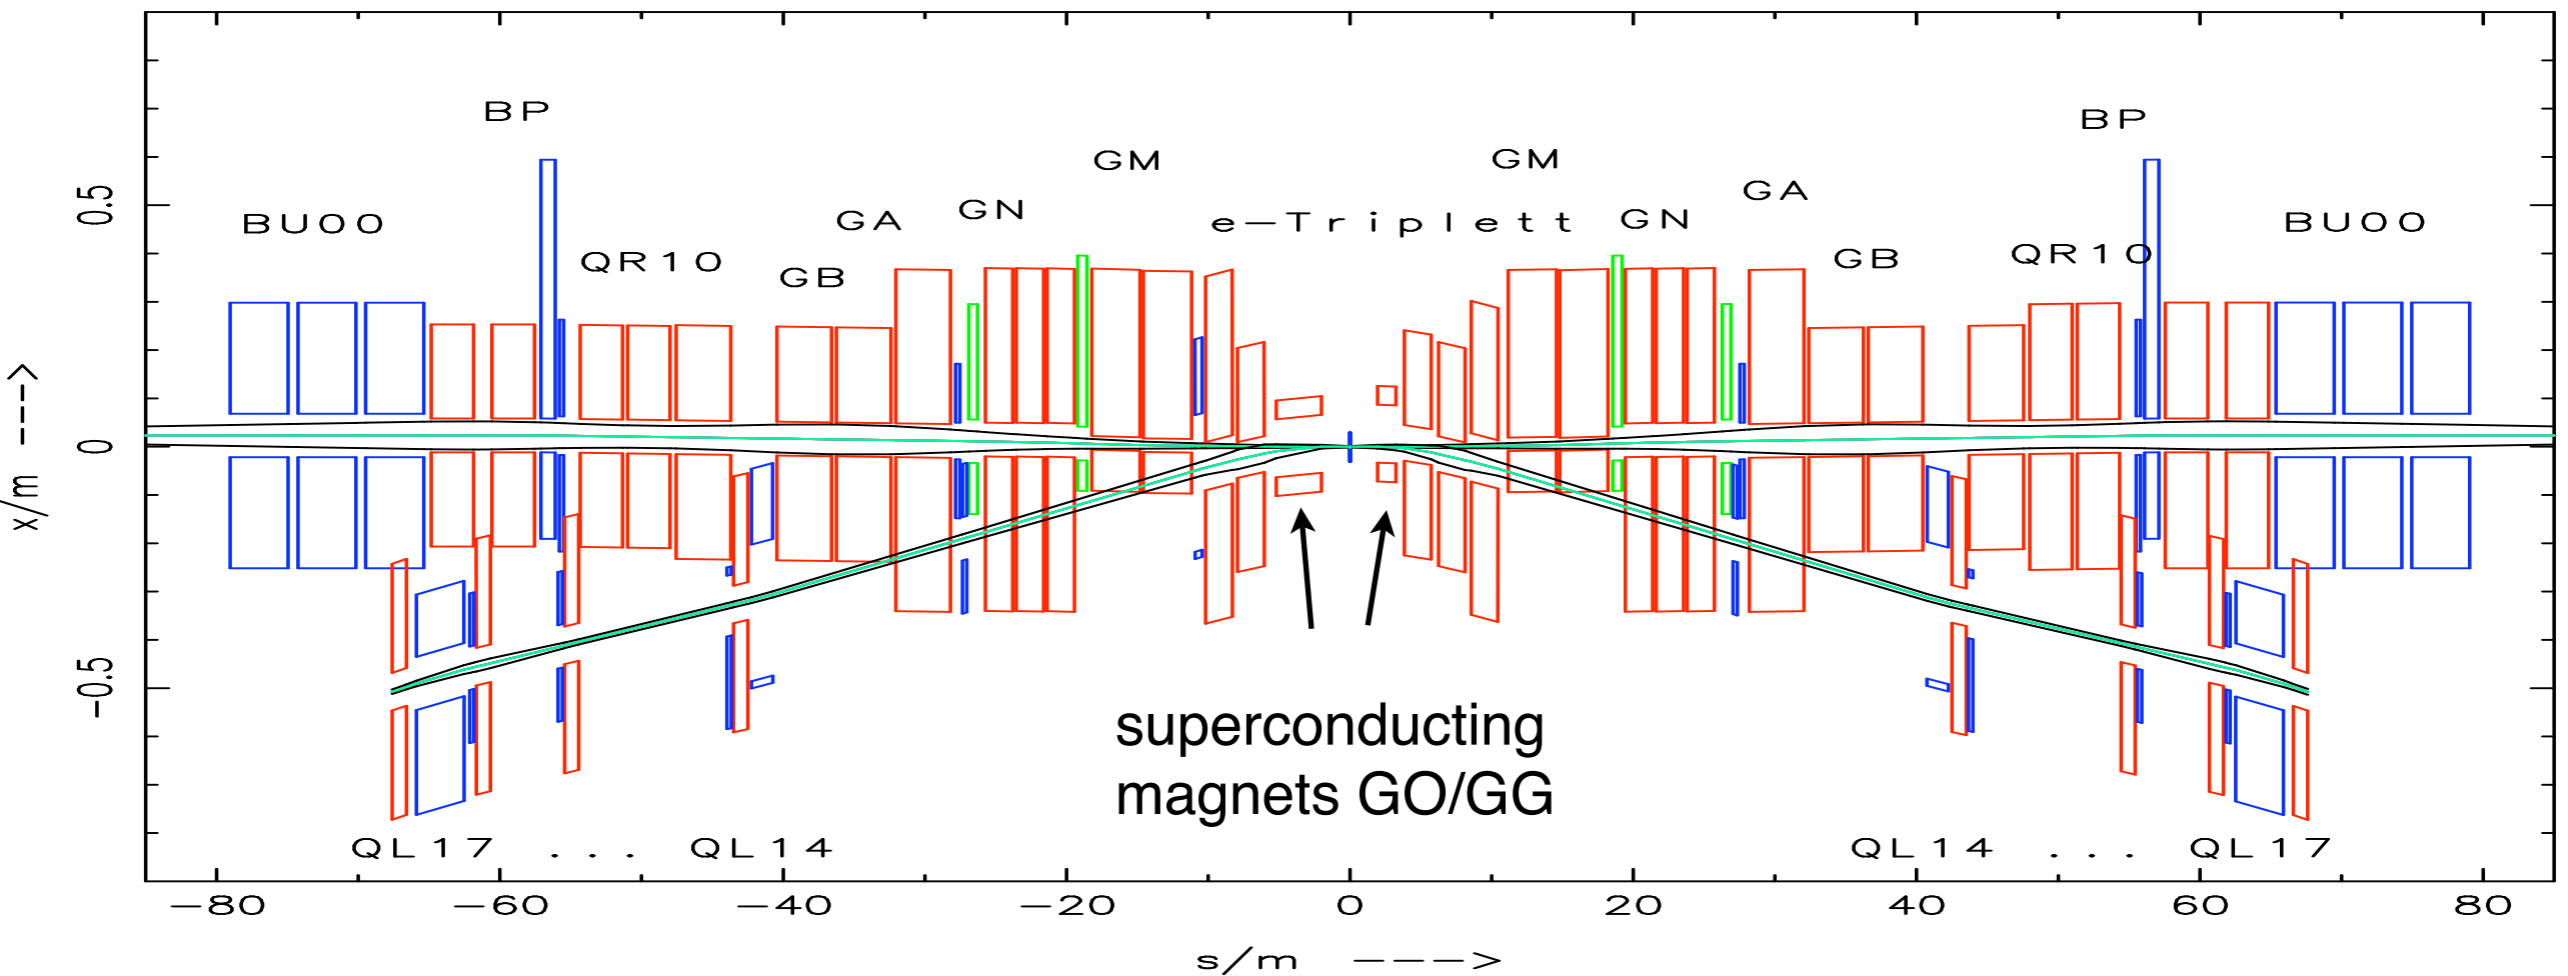 BP
BP
GM
GM
GA
GN
GA
GN
BU00
e-Triplett
BU00
QR10
GB
GB
QR10
0.5
0
-0.5
x/m --->
superconducting
magnets GO/GG
QL17 ... QL14
QL14 ... QL17
-80 -60 -40 -20 0 20 40 60 80
s/m --->